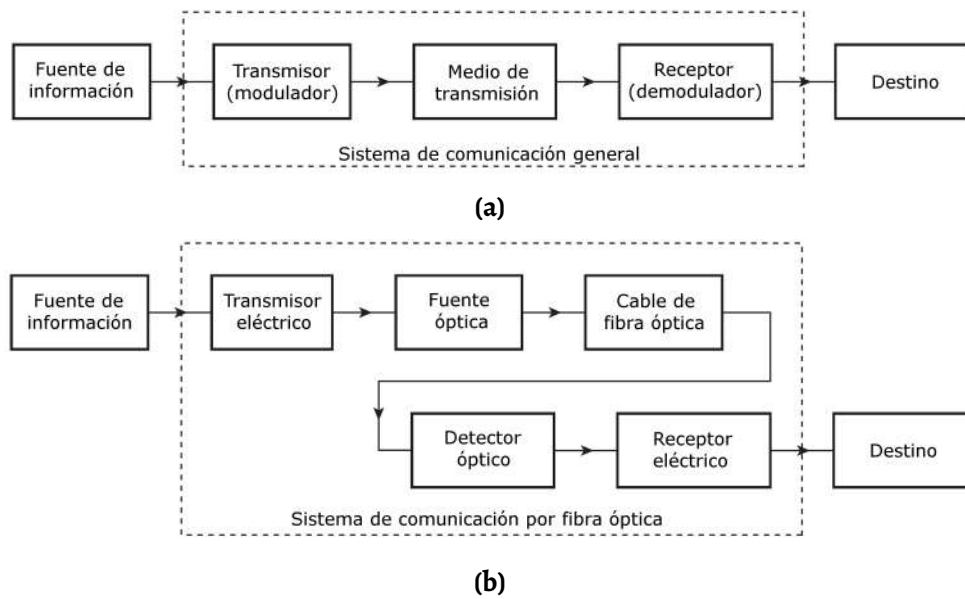 Fuente de
información
Transmisor
(modulador)
Medio de
transmisión
Receptor
(demodulador)
Destino
Sistema de comunicación general
(a)
Fuente de
información
Transmisor
eléctrico
Fuente
óptica
Cable de
fibra óptica
Detector
óptico
Receptor
eléctrico
Destino
Sistema de comunicación por fibra óptica
(b)